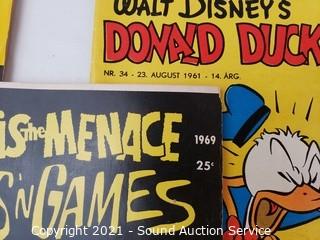 WALT DISNEY'S
DONALD DUCK
NR. 34 - 23. AUGUST 1961 - 14. ÅRG.
IS THE MENACE
1969
25¢
S 'N GAMES
Copyright 2021 - Sound Auction Service